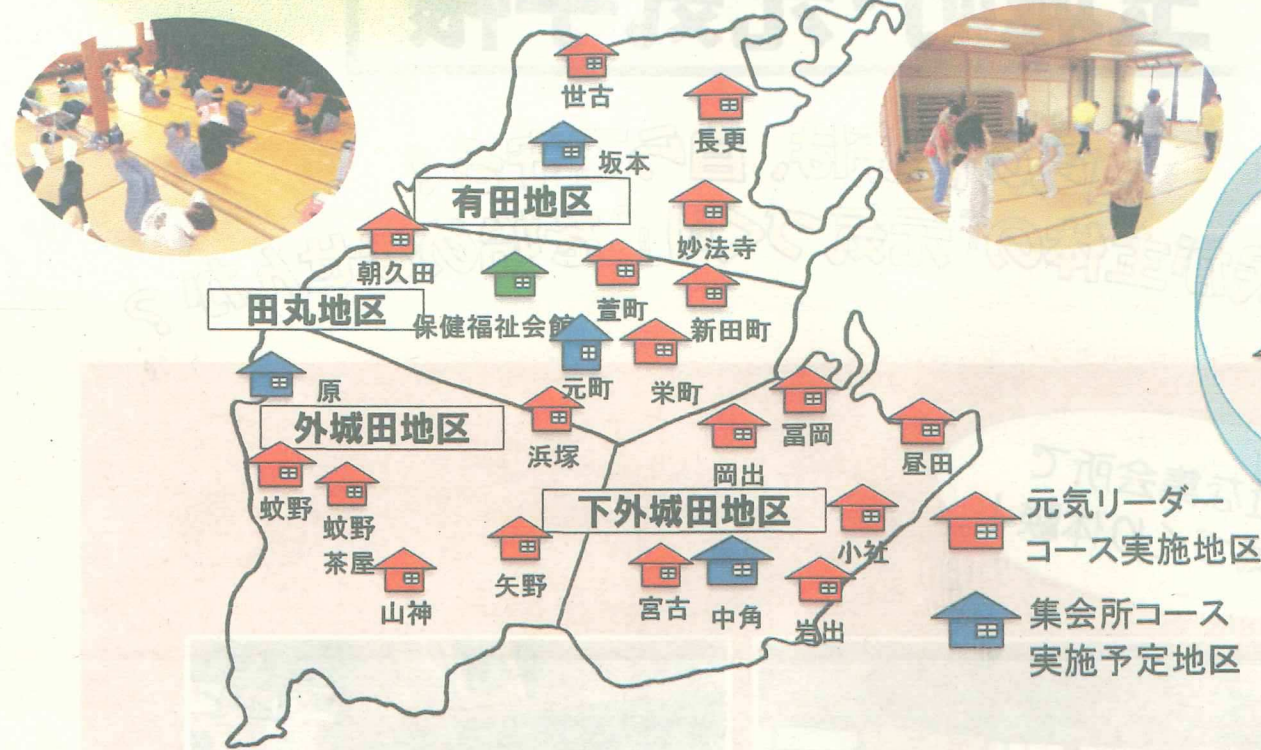 世古
長更
坂本
有田地区
妙法寺
朝久田
萱町
保健福祉会館
新田町
田丸地区
元町
栄町
原
外城田地区
浜塚
冨岡
岡出
昼田
蚊野
蚊野
茶屋
下外城田地区
小社
矢野
山神
宮古
中角
岩出
元気リーダー
コース実施地区
集会所コース
実施予定地区